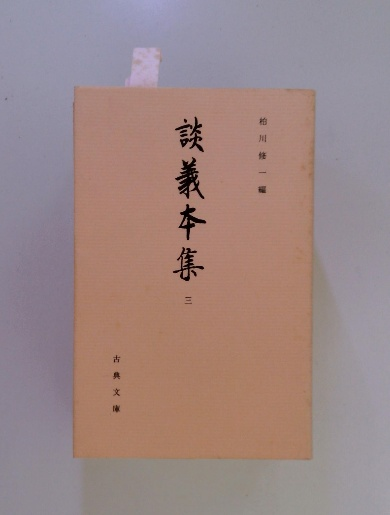 柏川修一編
談義本集
三
古典文庫